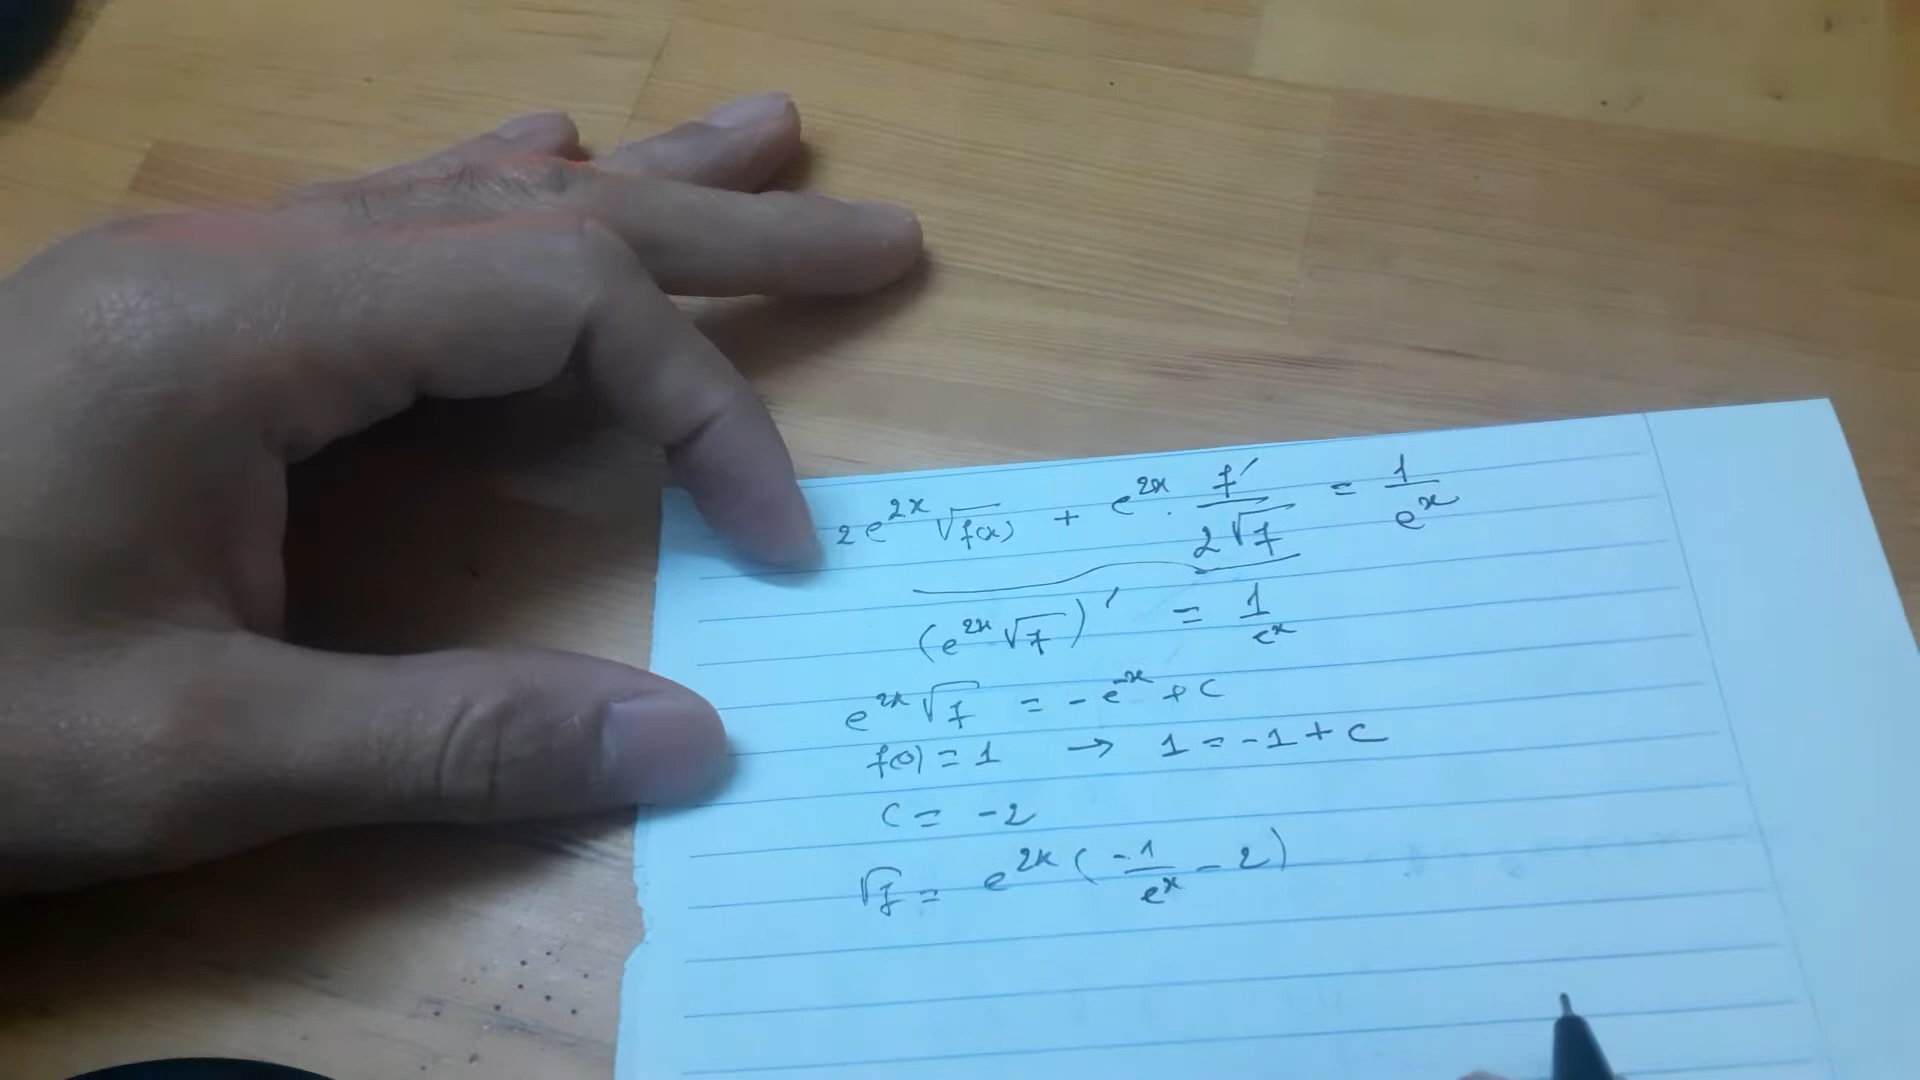 2e^{2x}√f(x) + e^{2x} · f′/(2√f) = 1/e^x
(e^{2x}√f)′ = 1/e^x
e^{2x}√f = -e^{-x} + c
f(0) = 1 → 1 = -1 + c
c = -2
√f = e^{2x}(-1/e^x - 2)